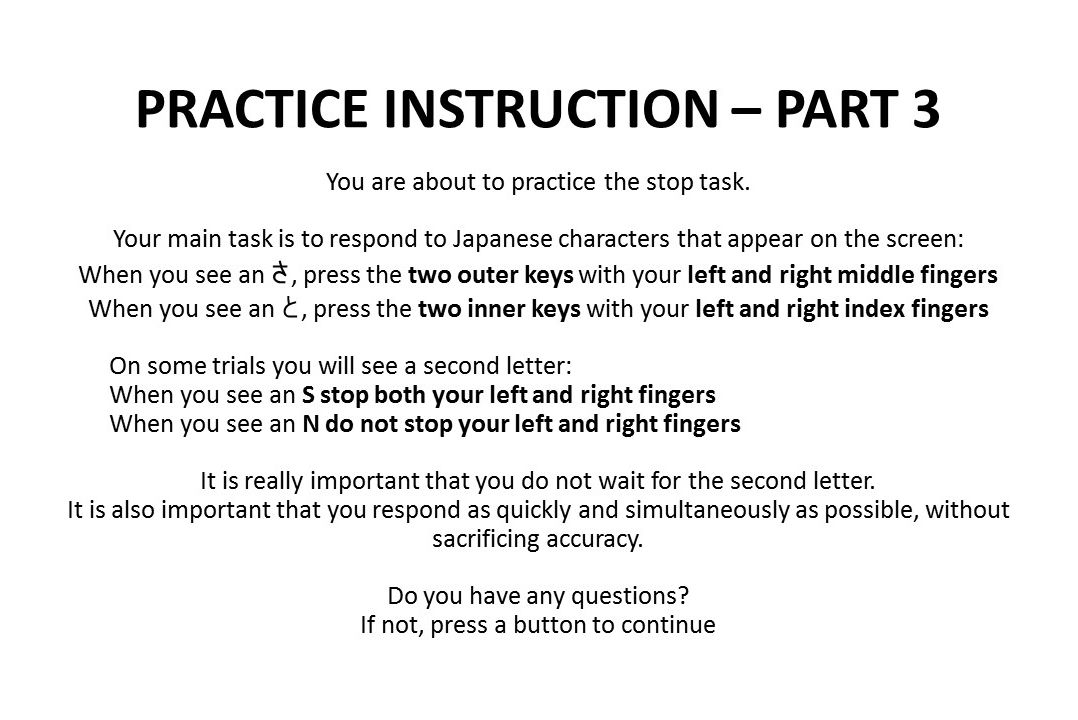 PRACTICE INSTRUCTION – PART 3
You are about to practice the stop task.
Your main task is to respond to Japanese characters that appear on the screen:
When you see an さ, press the two outer keys with your left and right middle fingers
When you see an と, press the two inner keys with your left and right index fingers
On some trials you will see a second letter:
When you see an S stop both your left and right fingers
When you see an N do not stop your left and right fingers
It is really important that you do not wait for the second letter.
It is also important that you respond as quickly and simultaneously as possible, without
sacrificing accuracy.
Do you have any questions?
If not, press a button to continue